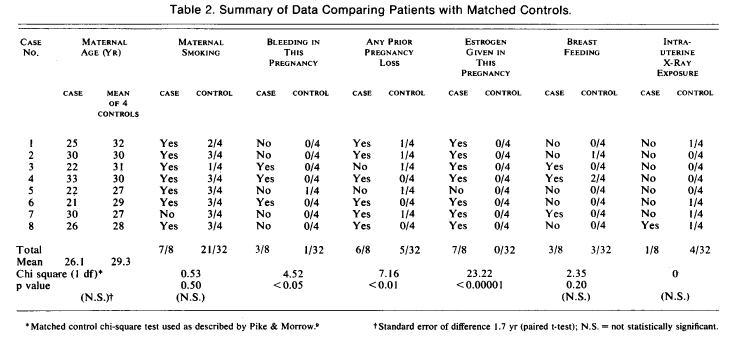 Table 2. Summary of Data Comparing Patients with Matched Controls.
CASE No. MATERNAL AGE (YR) MATERNAL SMOKING BLEEDING IN THIS PREGNANCY ANY PRIOR PREGNANCY LOSS ESTROGEN GIVEN IN THIS PREGNANCY BREAST FEEDING INTRA-UTERINE X-RAY EXPOSURE
CASE MEAN OF 4 CONTROLS CASE CONTROL CASE CONTROL CASE CONTROL CASE CONTROL CASE CONTROL CASE CONTROL
1 25 32 Yes 2/4 No 0/4 Yes 1/4 Yes 0/4 No 0/4 No 1/4
2 30 30 Yes 3/4 No 0/4 Yes 1/4 Yes 0/4 No 1/4 No 0/4
3 22 31 Yes 1/4 Yes 0/4 No 1/4 Yes 0/4 Yes 0/4 No 0/4
4 33 30 Yes 3/4 Yes 0/4 Yes 0/4 Yes 0/4 Yes 2/4 No 0/4
5 22 27 Yes 3/4 No 1/4 No 1/4 No 0/4 No 0/4 No 0/4
6 21 29 Yes 3/4 Yes 0/4 Yes 0/4 Yes 0/4 No 0/4 No 1/4
7 30 27 No 3/4 No 0/4 Yes 1/4 Yes 0/4 Yes 0/4 No 1/4
8 26 28 Yes 3/4 No 0/4 Yes 0/4 Yes 0/4 No 0/4 Yes 1/4
Total 7/8 21/32 3/8 1/32 6/8 5/32 7/8 0/32 3/8 3/32 1/8 4/32
Mean 26.1 29.3
Chi square (1 df)* 0.53 4.52 7.16 23.22 2.35 0
p value 0.50 <0.05 <0.01 <0.00001 0.20
(N.S.)† (N.S.) (N.S.) (N.S.)
*Matched control chi-square test used as described by Pike & Morrow.⁹ †Standard error of difference 1.7 yr (paired t-test); N.S. = not statistically significant.